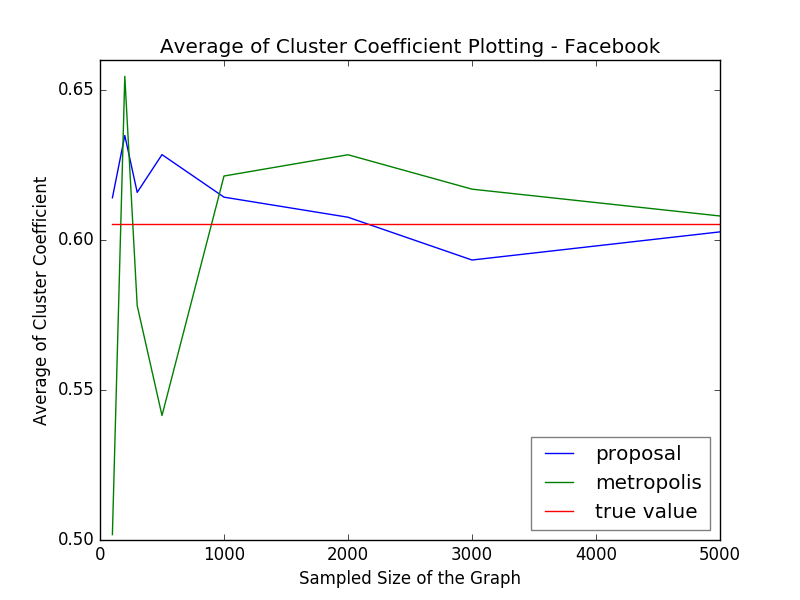 Average of Cluster Coefficient Plotting - Facebook
0.65
0.60
0.55
0.50
Average of Cluster Coefficient
proposal
metropolis
true value
0 1000 2000 3000 4000 5000
Sampled Size of the Graph